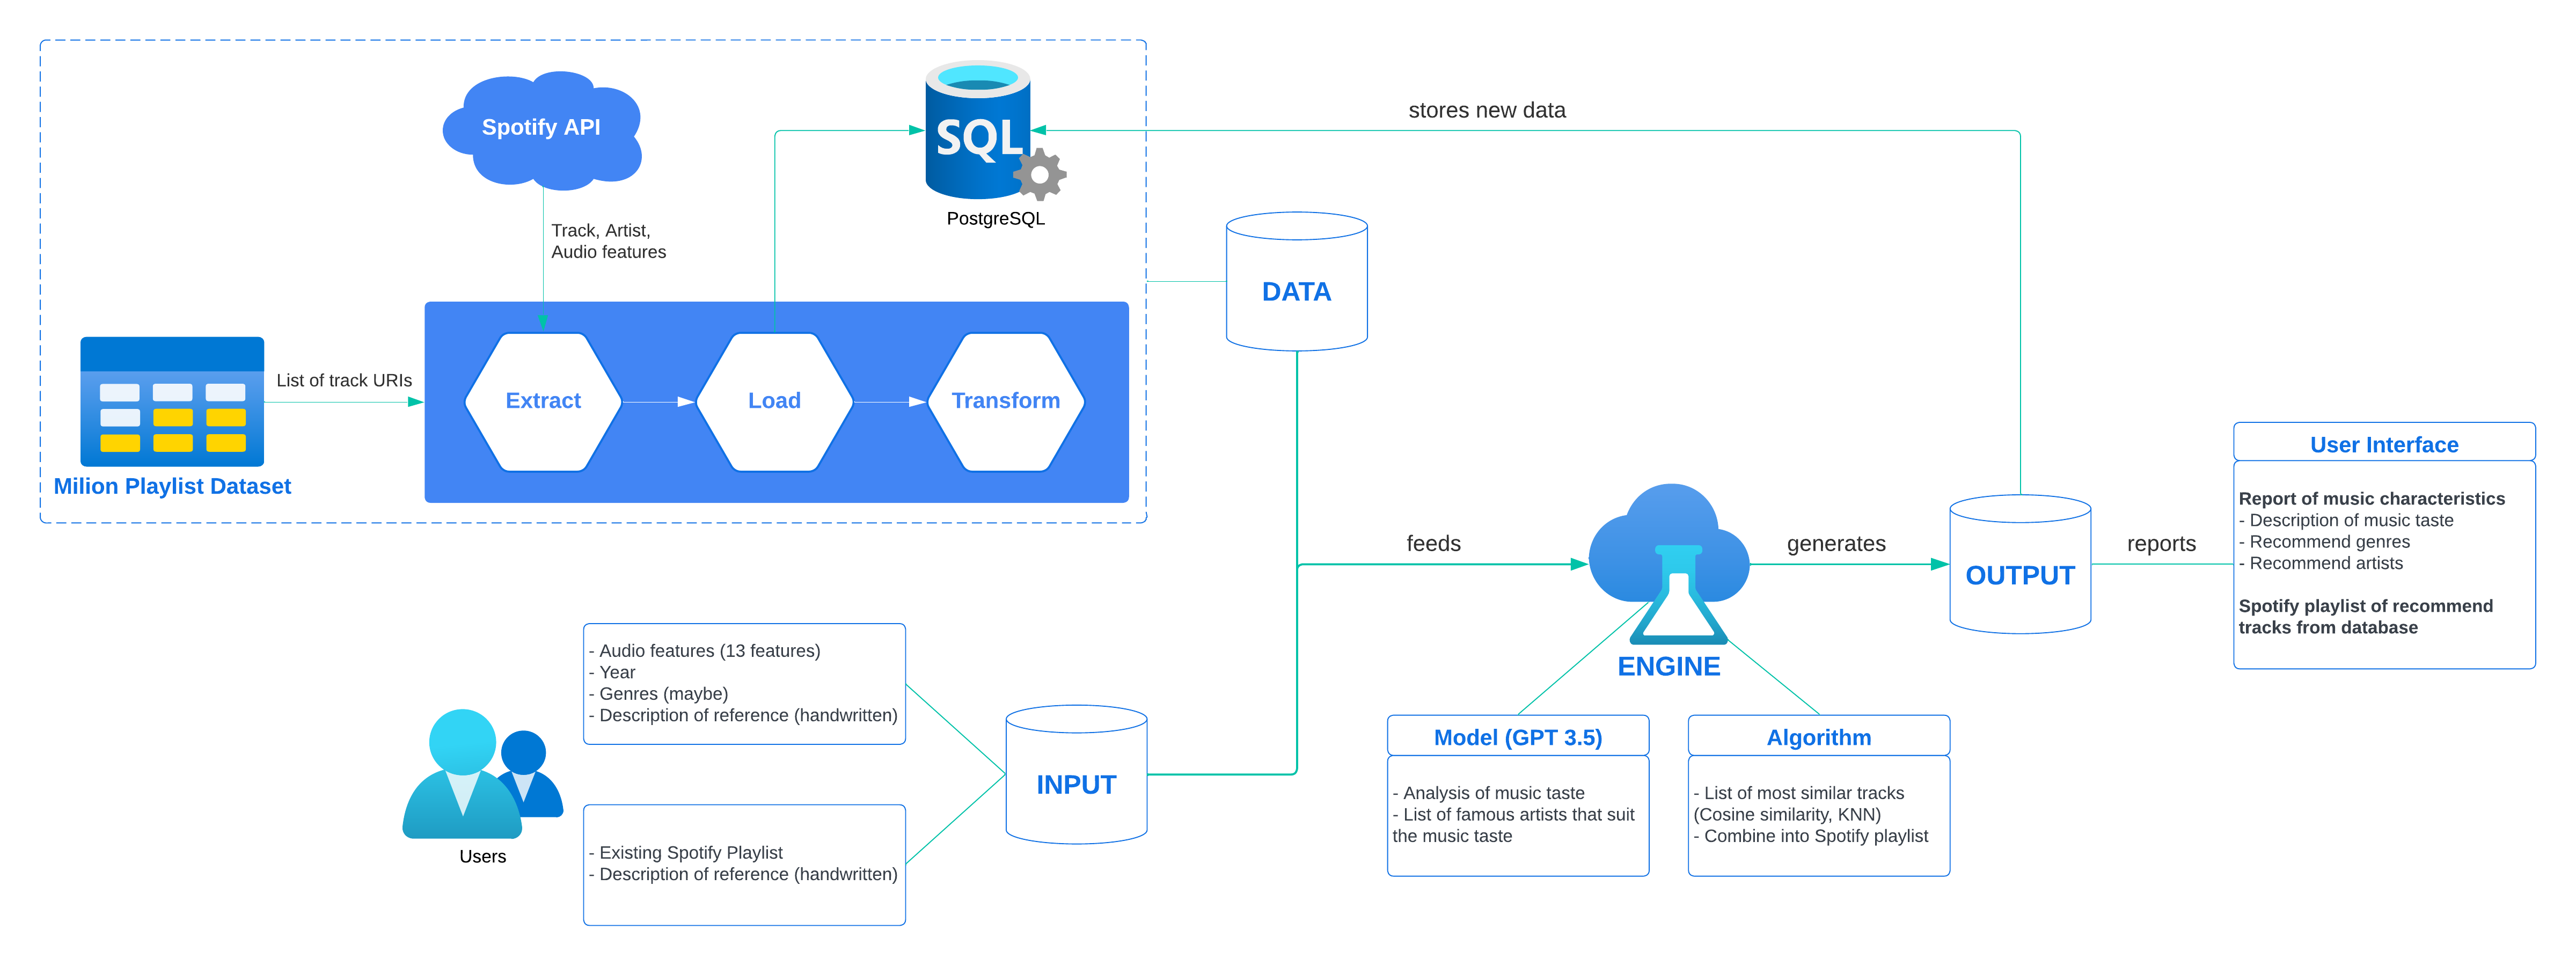 Spotify API
SQL
PostgreSQL
stores new data
Track, Artist,
Audio features
DATA
List of track URIs
Extract
Load
Transform
Milion Playlist Dataset
feeds
ENGINE
generates
OUTPUT
reports
User Interface
Report of music characteristics
- Description of music taste
- Recommend genres
- Recommend artists
Spotify playlist of recommend
tracks from database
- Audio features (13 features)
- Year
- Genres (maybe)
- Description of reference (handwritten)
Users
- Existing Spotify Playlist
- Description of reference (handwritten)
INPUT
Model (GPT 3.5)
- Analysis of music taste
- List of famous artists that suit
the music taste
Algorithm
- List of most similar tracks
(Cosine similarity, KNN)
- Combine into Spotify playlist